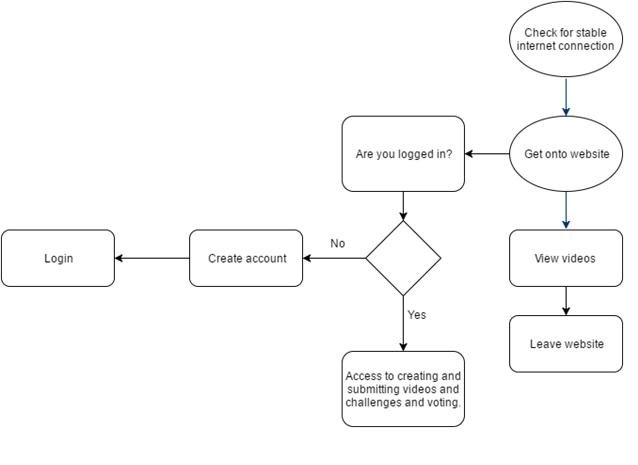 Check for stable
internet connection
Are you logged in?
Get onto website
No
Login
Create account
View videos
Yes
Leave website
Access to creating and
submitting videos and
challenges and voting.